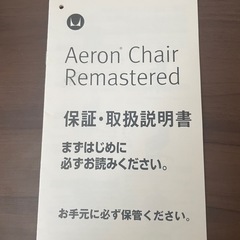 Aeron® Chair
Remastered
保証・取扱説明書
まずはじめに
必ずお読みください。
お手元に必ず保管ください。